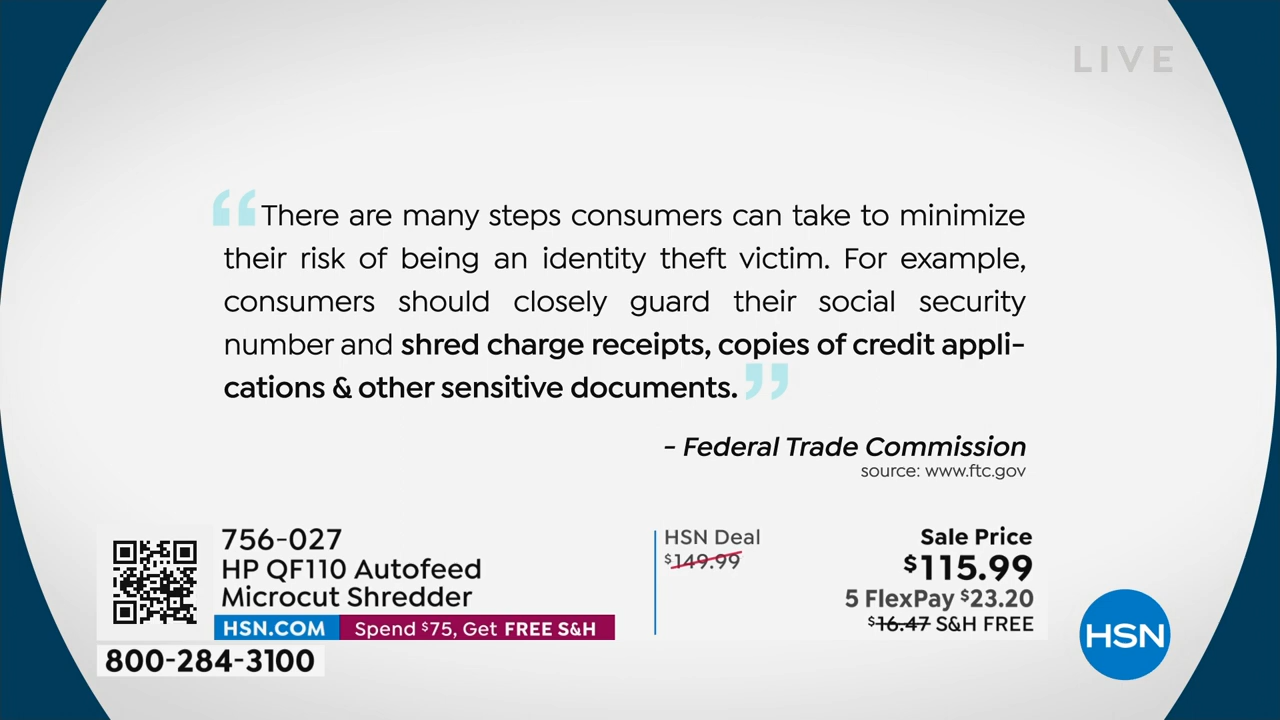 LIVE
“There are many steps consumers can take to minimize
their risk of being an identity theft victim. For example,
consumers should closely guard their social security
number and shred charge receipts, copies of credit appli-
cations & other sensitive documents.”
- Federal Trade Commission
source: www.ftc.gov
756-027
HP QF110 Autofeed
Microcut Shredder
HSN.COM Spend $75, Get FREE S&H
800-284-3100
HSN Deal
$149.99
Sale Price
$115.99
5 FlexPay $23.20
$16.47 S&H FREE
HSN